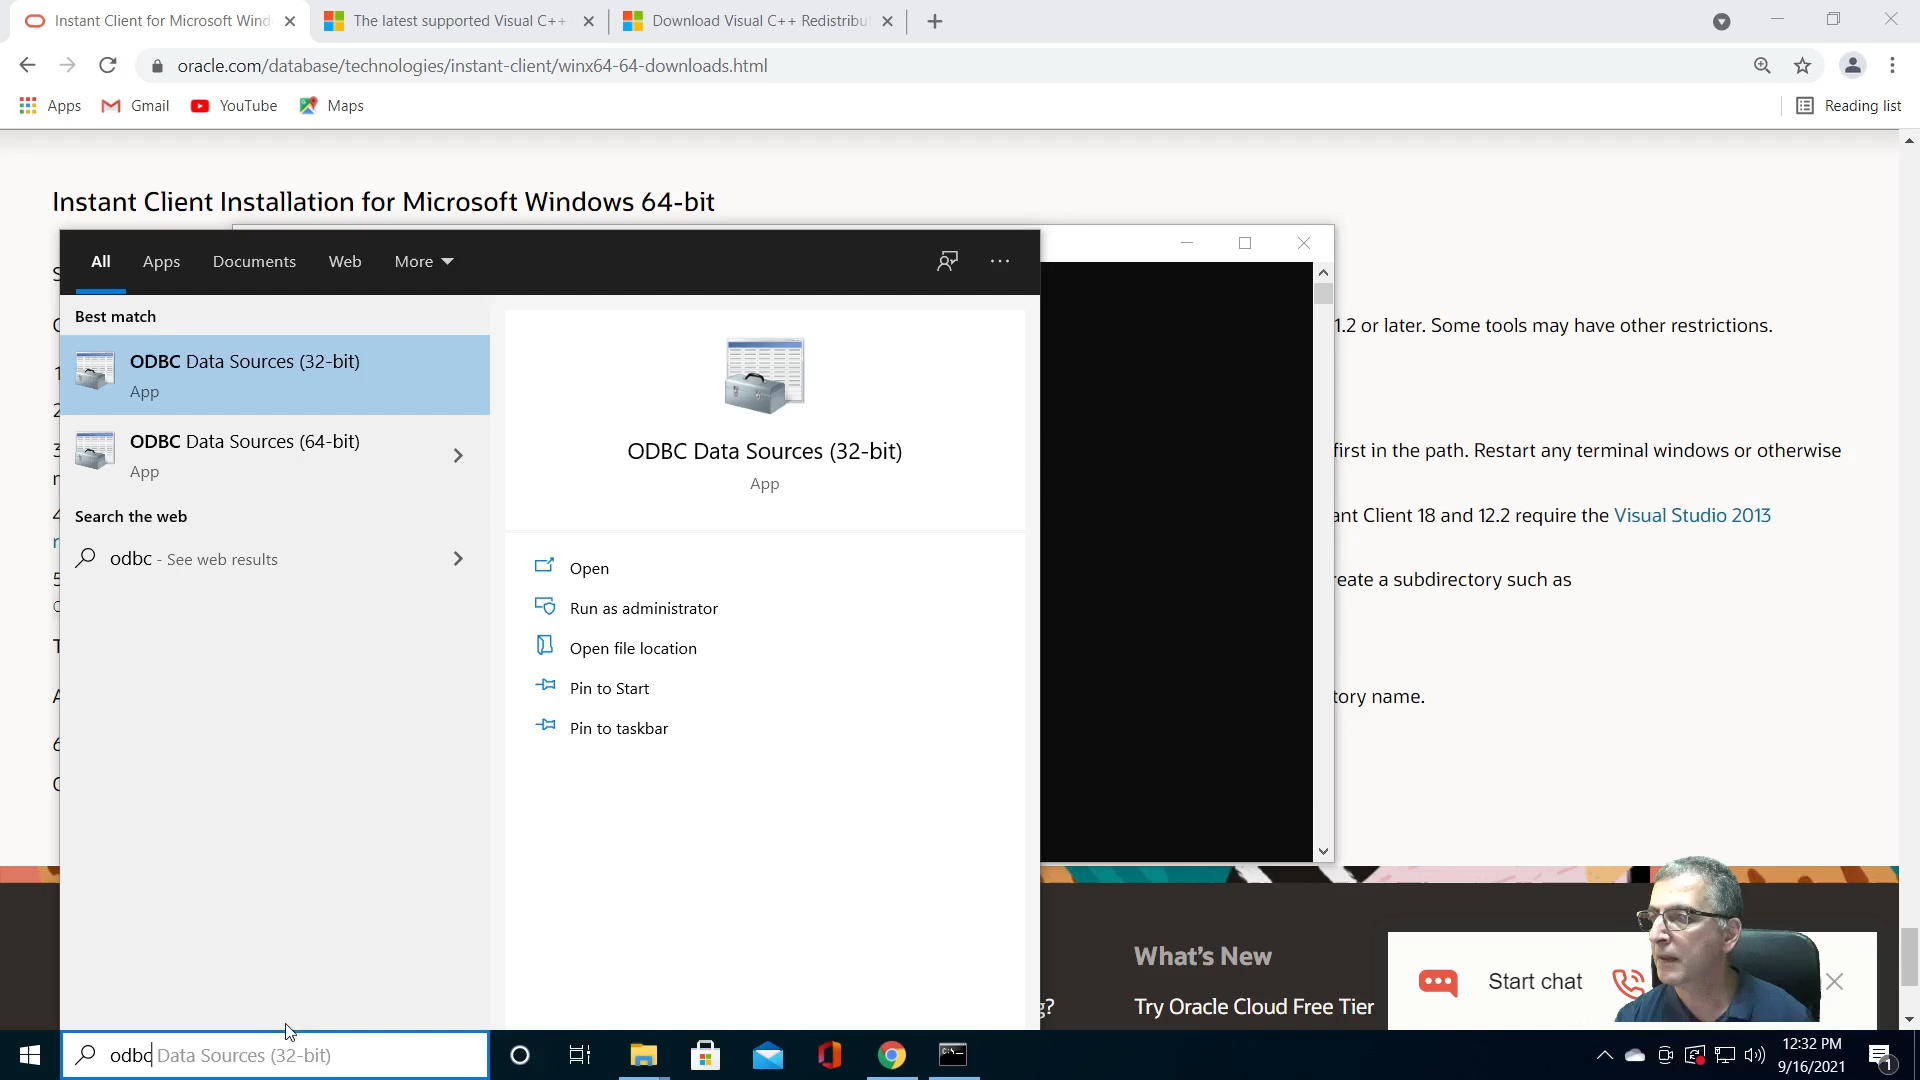 Instant Client for Microsoft Wind
The latest supported Visual C++
Download Visual C++ Redistribut
oracle.com/database/technologies/instant-client/winx64-64-downloads.html
Apps
Gmail
YouTube
Maps
Reading list
Instant Client Installation for Microsoft Windows 64-bit
All
Apps
Documents
Web
More
Best match
ODBC Data Sources (32-bit)
App
ODBC Data Sources (64-bit)
App
Search the web
odbc - See web results
ODBC Data Sources (32-bit)
App
Open
Run as administrator
Open file location
Pin to Start
Pin to taskbar
1.2 or later. Some tools may have other restrictions.
first in the path. Restart any terminal windows or otherwise
ant Client 18 and 12.2 require the Visual Studio 2013
reate a subdirectory such as
tory name.
What's New
g?
Try Oracle Cloud Free Tier
Start chat
odbc Data Sources (32-bit)
12:32 PM
9/16/2021
1